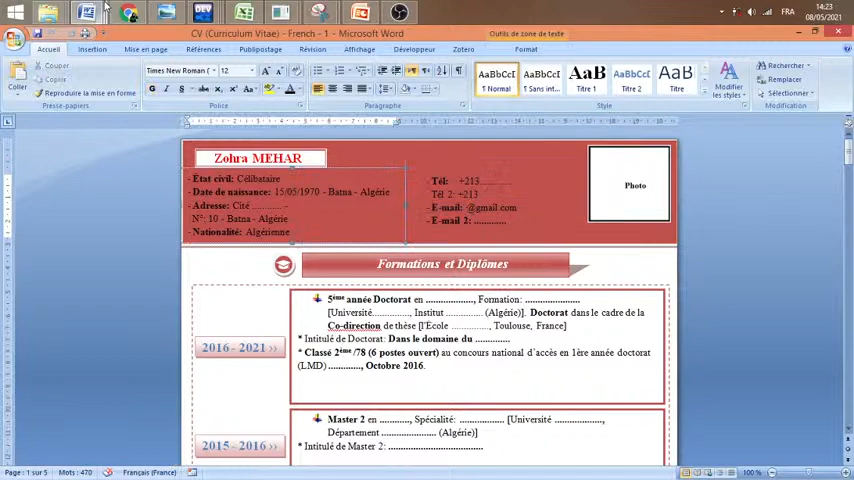 14:23
FRA
08/05/2021
CV (Curriculum Vitae) - French - 1 - Microsoft Word
Outils de zone de texte
Accueil Insertion Mise en page Références Publipostage Révision Affichage Développeur Zotero Format
Coller
Couper
Copier
Reproduire la mise en forme
Presse-papiers
Times New Roman ( 12
Police
Paragraphe
AaBbCcI AaBbCcI AaB AaBbCcI AaB
¶ Normal ¶ Sans int... Titre 1 Titre 2 Titre
Modifier les styles
Style
Rechercher
Remplacer
Sélectionner
Modification
Zohra MEHAR
- État civil: Célibataire
- Date de naissance: 15/05/1970 - Batna - Algérie
- Adresse: Cité ............ -
N°: 10 - Batna - Algérie
- Nationalité: Algérienne
- Tél: +213............
Tél 2: +213
- E-mail: @gmail.com
- E-mail 2: ............
Photo
Formations et Diplômes
2016 - 2021 ››
5ème année Doctorat en ................., Formation: ...................
[Université............., Institut ............. (Algérie)]. Doctorat dans le cadre de la
Co-direction de thèse [l'École .............., Toulouse, France]
* Intitulé de Doctorat: Dans le domaine du ............
* Classé 2ème /78 (6 postes ouvert) au concours national d'accès en 1ère année doctorat
(LMD) ............, Octobre 2016.
2015 - 2016 ››
Master 2 en ..........., Spécialité: ................ [Université .................,
Département ................... (Algérie)]
* Intitulé de Master 2: .................................
Page : 1 sur 5 Mots : 470 Français (France) 100 %